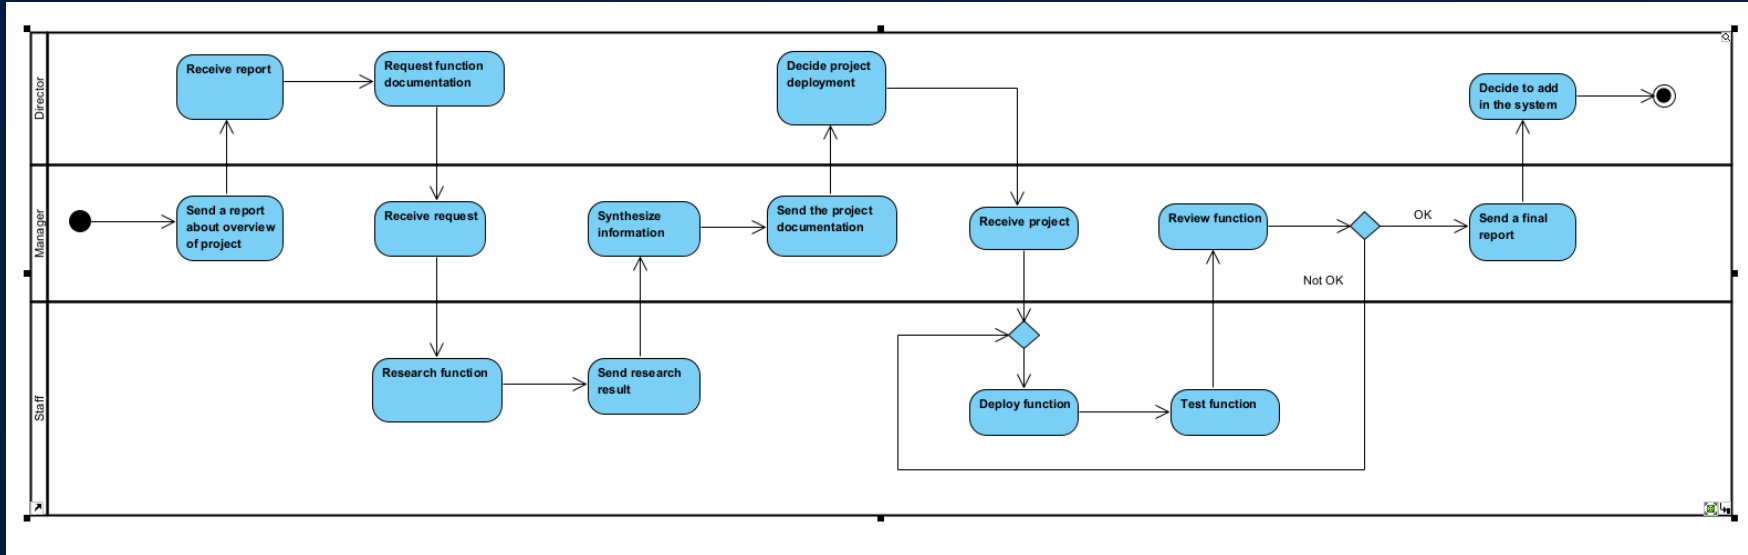 Director
Receive report
Request function
documentation
Decide project
deployment
Decide to add
in the system
Manager
Send a report
about overview
of project
Receive request
Synthesize
information
Send the project
documentation
Receive project
Review function
OK
Not OK
Send a final
report
Staff
Research function
Send research
result
Deploy function
Test function